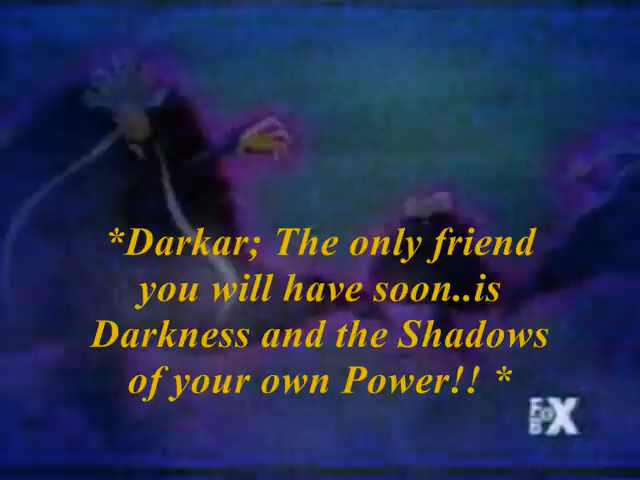 *Darkar; The only friend
you will have soon..is
Darkness and the Shadows
of your own Power!! *
FOX